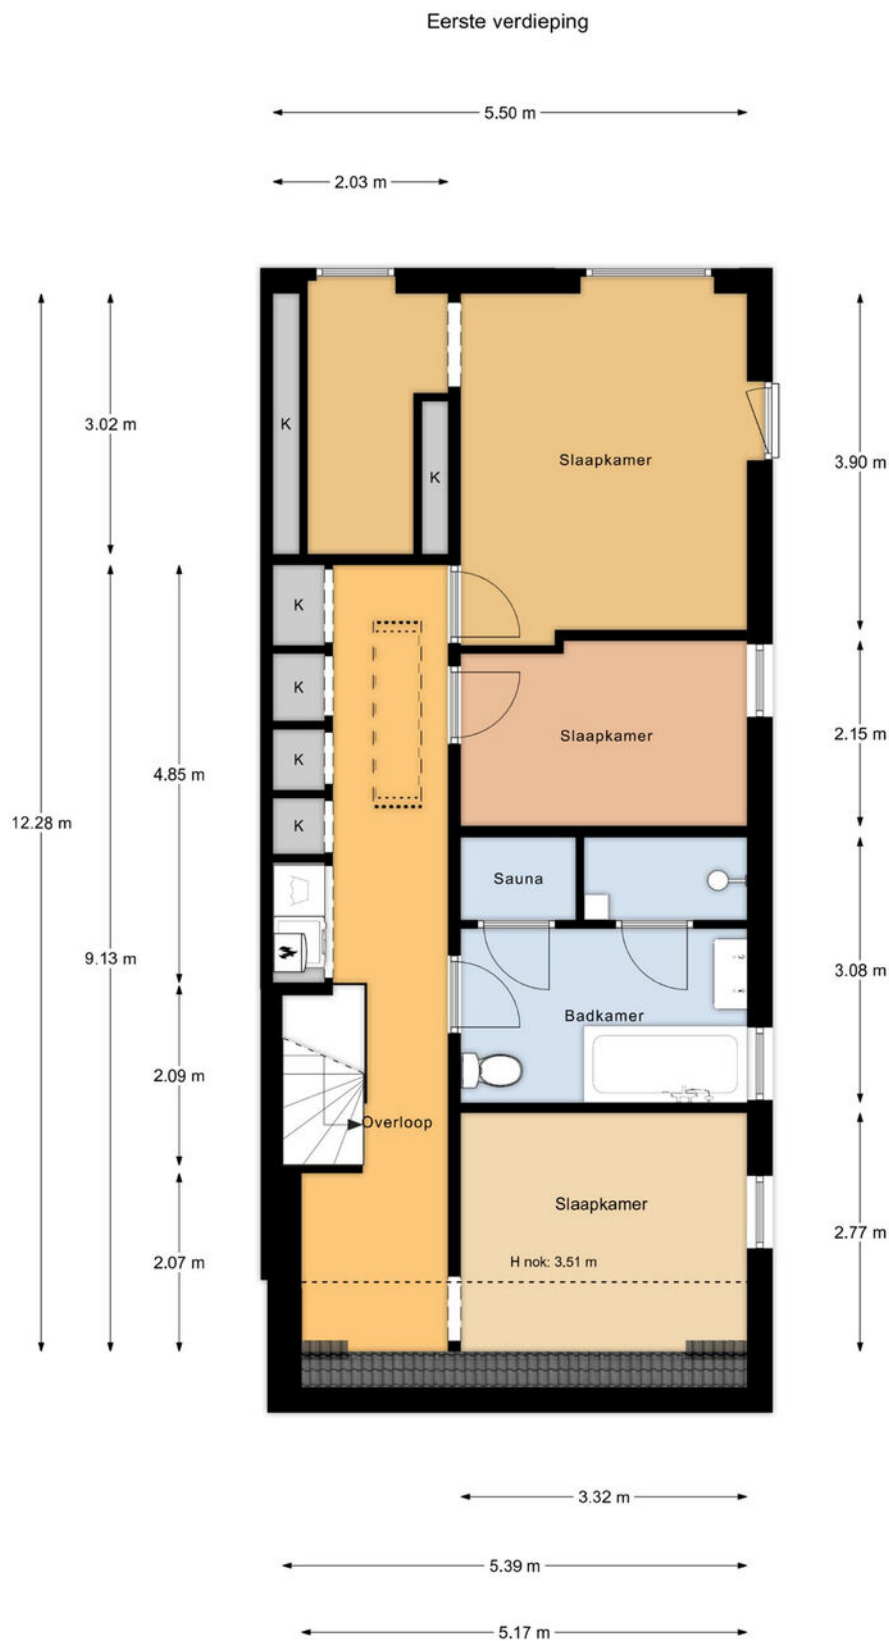 Eerste verdieping
5.50 m
2.03 m
3.02 m
K
K
Slaapkamer
3.90 m
K
K
Slaapkamer
2.15 m
K
4.85 m
12.28 m
K
Sauna
9.13 m
3.08 m
Badkamer
2.09 m
Overloop
Slaapkamer
2.77 m
2.07 m
H nok: 3.51 m
3.32 m
5.39 m
5.17 m